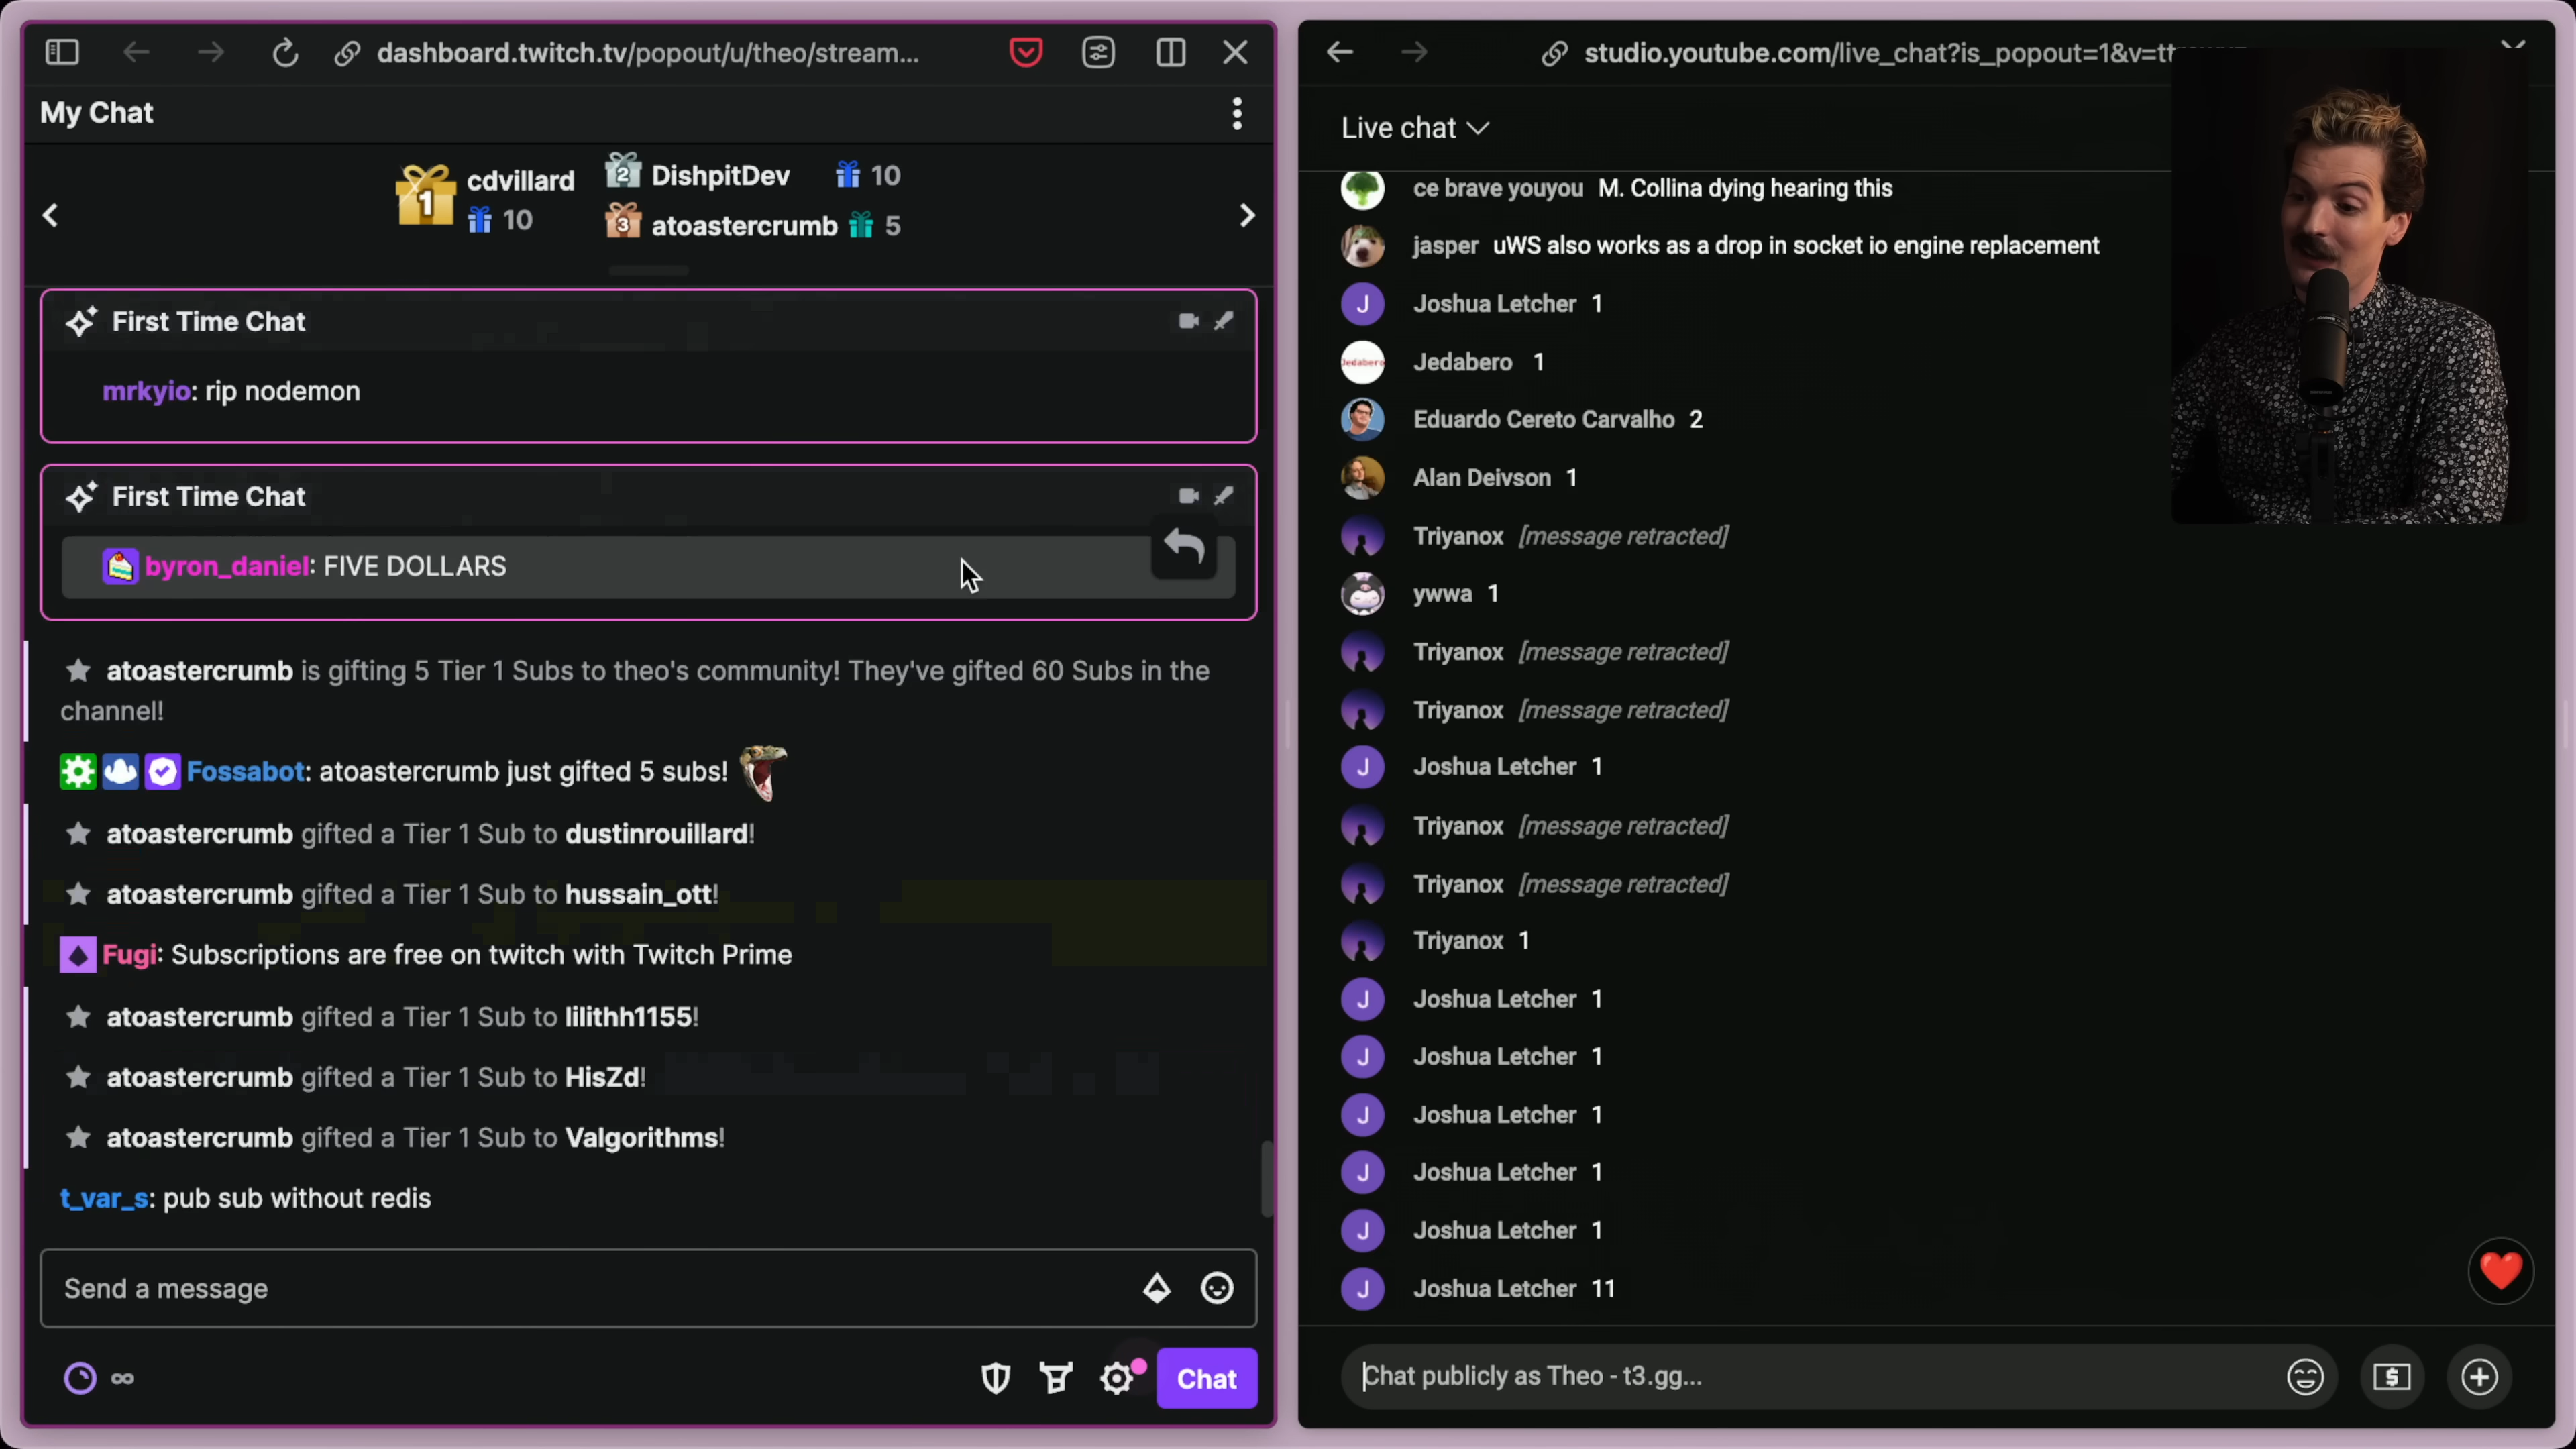 dashboard.twitch.tv/popout/u/theo/stream...
My Chat
1
cdvillard
10
2
DishpitDev
10
3
atoastercrumb
5
First Time Chat
mrkyio: rip nodemon
First Time Chat
byron_daniel: FIVE DOLLARS
atoastercrumb is gifting 5 Tier 1 Subs to theo's community! They've gifted 60 Subs in the
channel!
Fossabot: atoastercrumb just gifted 5 subs!
atoastercrumb gifted a Tier 1 Sub to dustinrouillard!
atoastercrumb gifted a Tier 1 Sub to hussain_ott!
Fugi: Subscriptions are free on twitch with Twitch Prime
atoastercrumb gifted a Tier 1 Sub to lilithh1155!
atoastercrumb gifted a Tier 1 Sub to HisZd!
atoastercrumb gifted a Tier 1 Sub to Valgorithms!
t_var_s: pub sub without redis
Send a message
Chat
studio.youtube.com/live_chat?is_popout=1&v=
Live chat
ce brave youyou M. Collina dying hearing this
jasper uWS also works as a drop in socket io engine replacement
J Joshua Letcher 1
Jedabero Jedabero 1
Eduardo Cereto Carvalho 2
Alan Deivson 1
Triyanox [message retracted]
ywwa 1
Triyanox [message retracted]
Triyanox [message retracted]
J Joshua Letcher 1
Triyanox [message retracted]
Triyanox [message retracted]
Triyanox 1
J Joshua Letcher 1
J Joshua Letcher 1
J Joshua Letcher 1
J Joshua Letcher 1
J Joshua Letcher 1
J Joshua Letcher 11
Chat publicly as Theo - t3.gg...